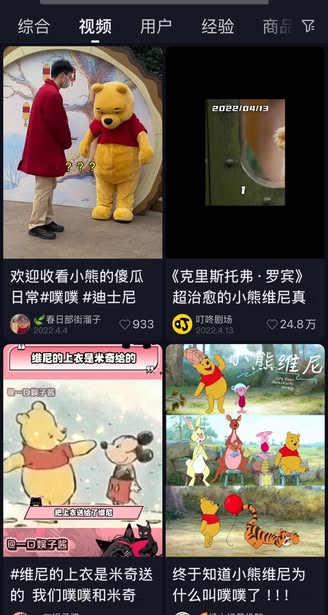 综合 视频 用户 经验 商品
? ? ?
2022/04/13
1
欢迎收看小熊的傻瓜
日常#噗噗 #迪士尼
《克里斯托弗·罗宾》
超治愈的小熊维尼真
春日部街溜子
2022.4.4
933
叮咚剧场
2022.4.13
24.8万
维尼的上衣是米奇给的
@一口娱子酱
把上衣送给了维尼
@一口娱子酱
小熊维尼
#维尼的上衣是米奇送
的 我们噗噗和米奇
终于知道小熊维尼为
什么叫噗噗了！！！